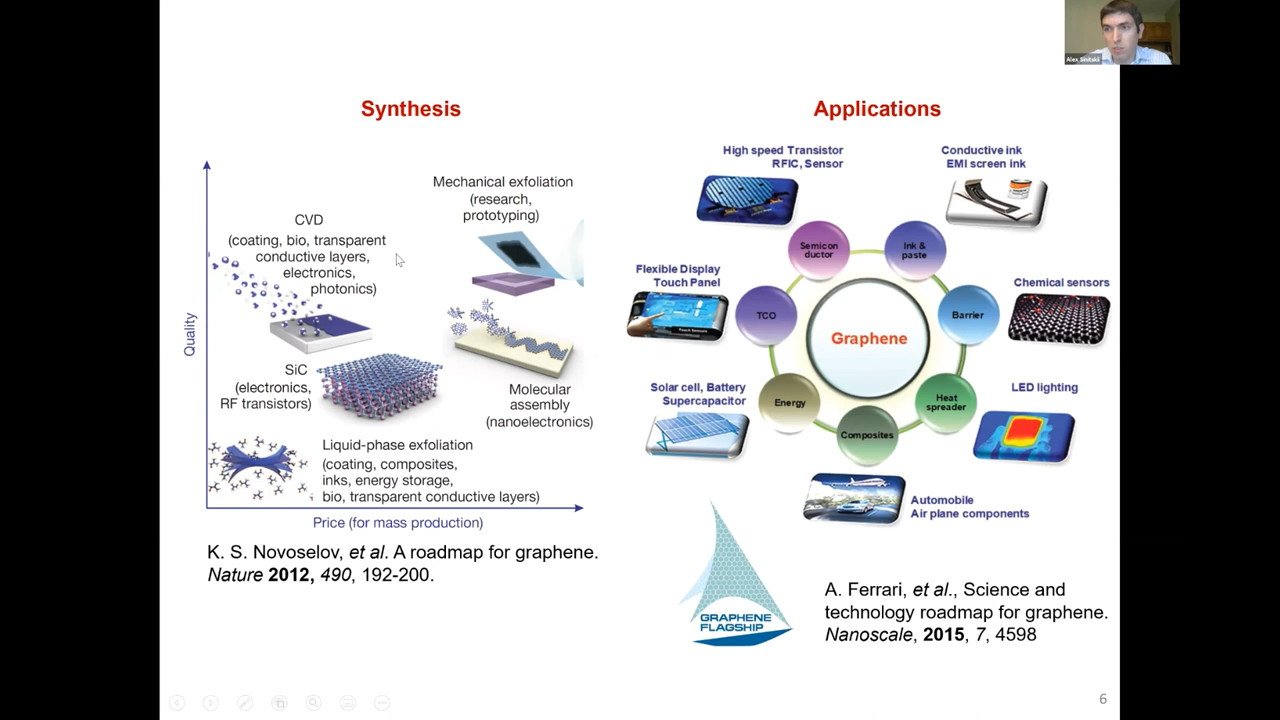 Alex Sinitskii
Synthesis
Quality
CVD
(coating, bio, transparent
conductive layers,
electronics,
photonics)
Mechanical exfoliation
(research,
prototyping)
SiC
(electronics,
RF transistors)
Molecular
assembly
(nanoelectronics)
Liquid-phase exfoliation
(coating, composites,
inks, energy storage,
bio, transparent conductive layers)
Price (for mass production)
K. S. Novoselov, et al. A roadmap for graphene.
Nature 2012, 490, 192-200.
Applications
High speed Transistor
RFIC, Sensor
Conductive ink
EMI screen ink
Semicon
ductor
Ink &
paste
Flexible Display
Touch Panel
TCO
Graphene
Barrier
Chemical sensors
Solar cell, Battery
Supercapacitor
Energy
Composites
Heat
spreader
LED lighting
Automobile
Air plane components
GRAPHENE
FLAGSHIP
A. Ferrari, et al., Science and
technology roadmap for graphene.
Nanoscale, 2015, 7, 4598
6